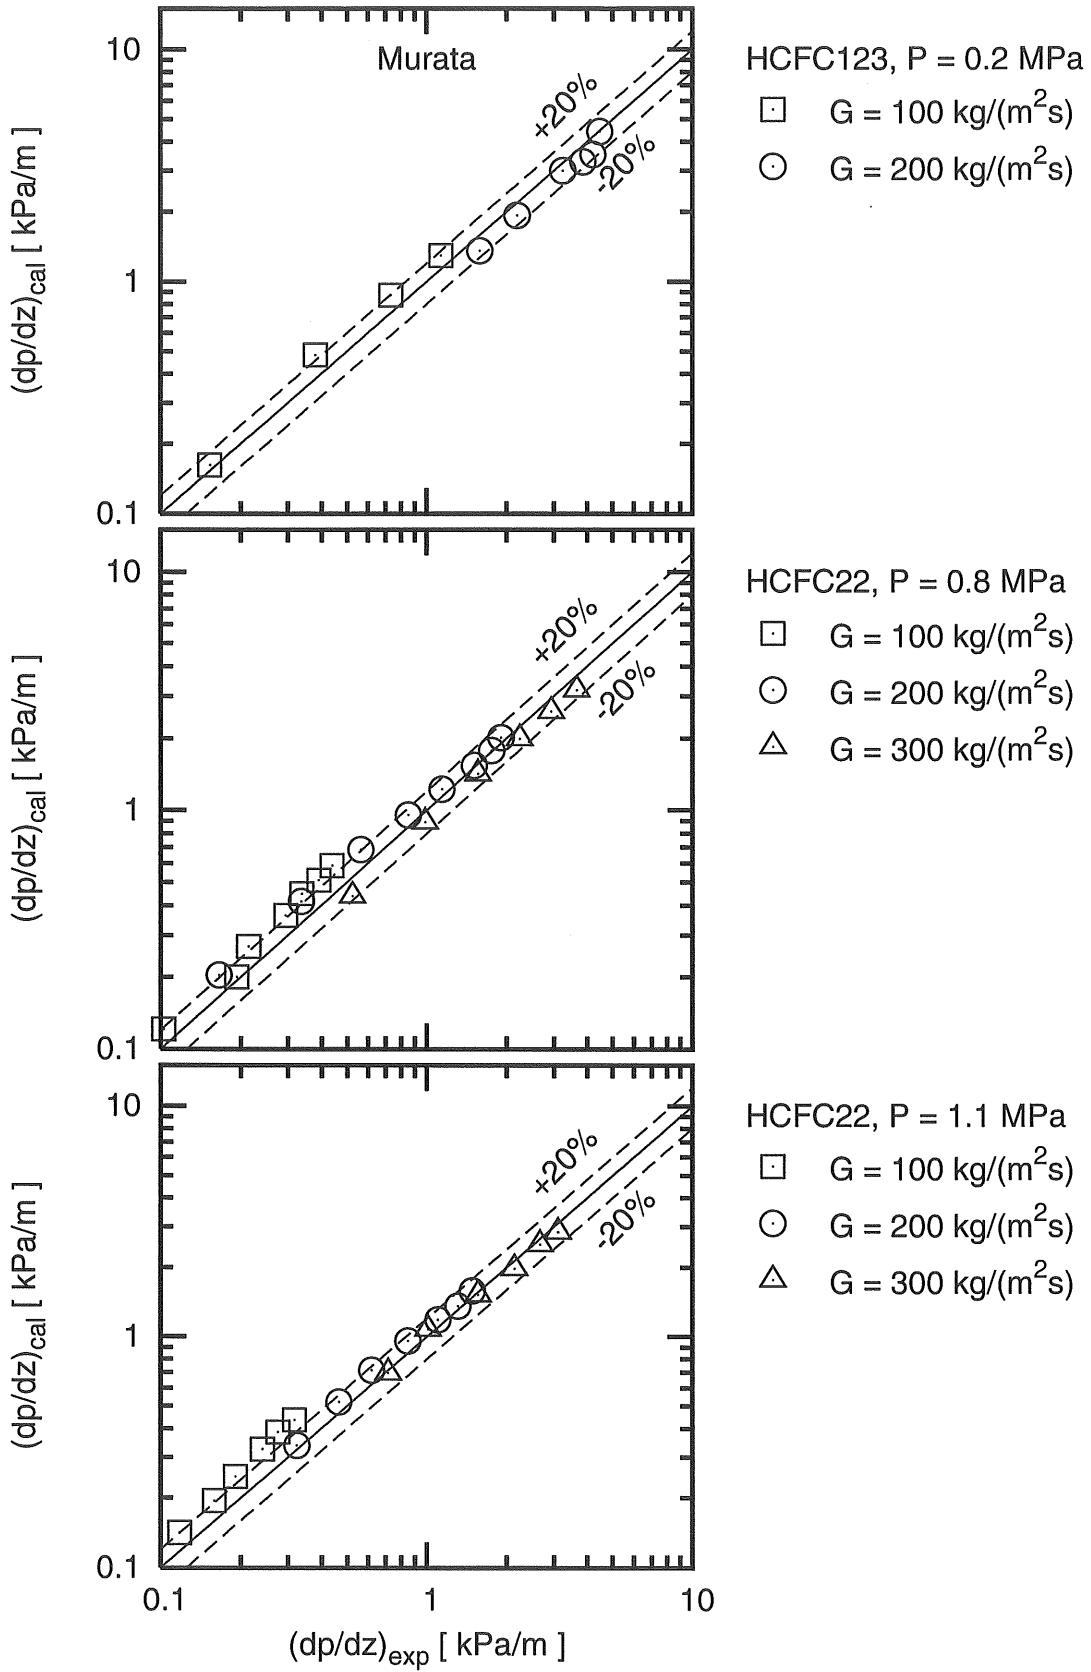 Murata
10
1
0.1
+20%
-20%
(dp/dz)cal [ kPa/m ]
HCFC123, P = 0.2 MPa
G = 100 kg/(m²s)
G = 200 kg/(m²s)
10
1
0.1
+20%
-20%
(dp/dz)cal [ kPa/m ]
HCFC22, P = 0.8 MPa
G = 100 kg/(m²s)
G = 200 kg/(m²s)
G = 300 kg/(m²s)
10
1
0.1
+20%
-20%
(dp/dz)cal [ kPa/m ]
HCFC22, P = 1.1 MPa
G = 100 kg/(m²s)
G = 200 kg/(m²s)
G = 300 kg/(m²s)
0.1 1 10
(dp/dz)exp [ kPa/m ]